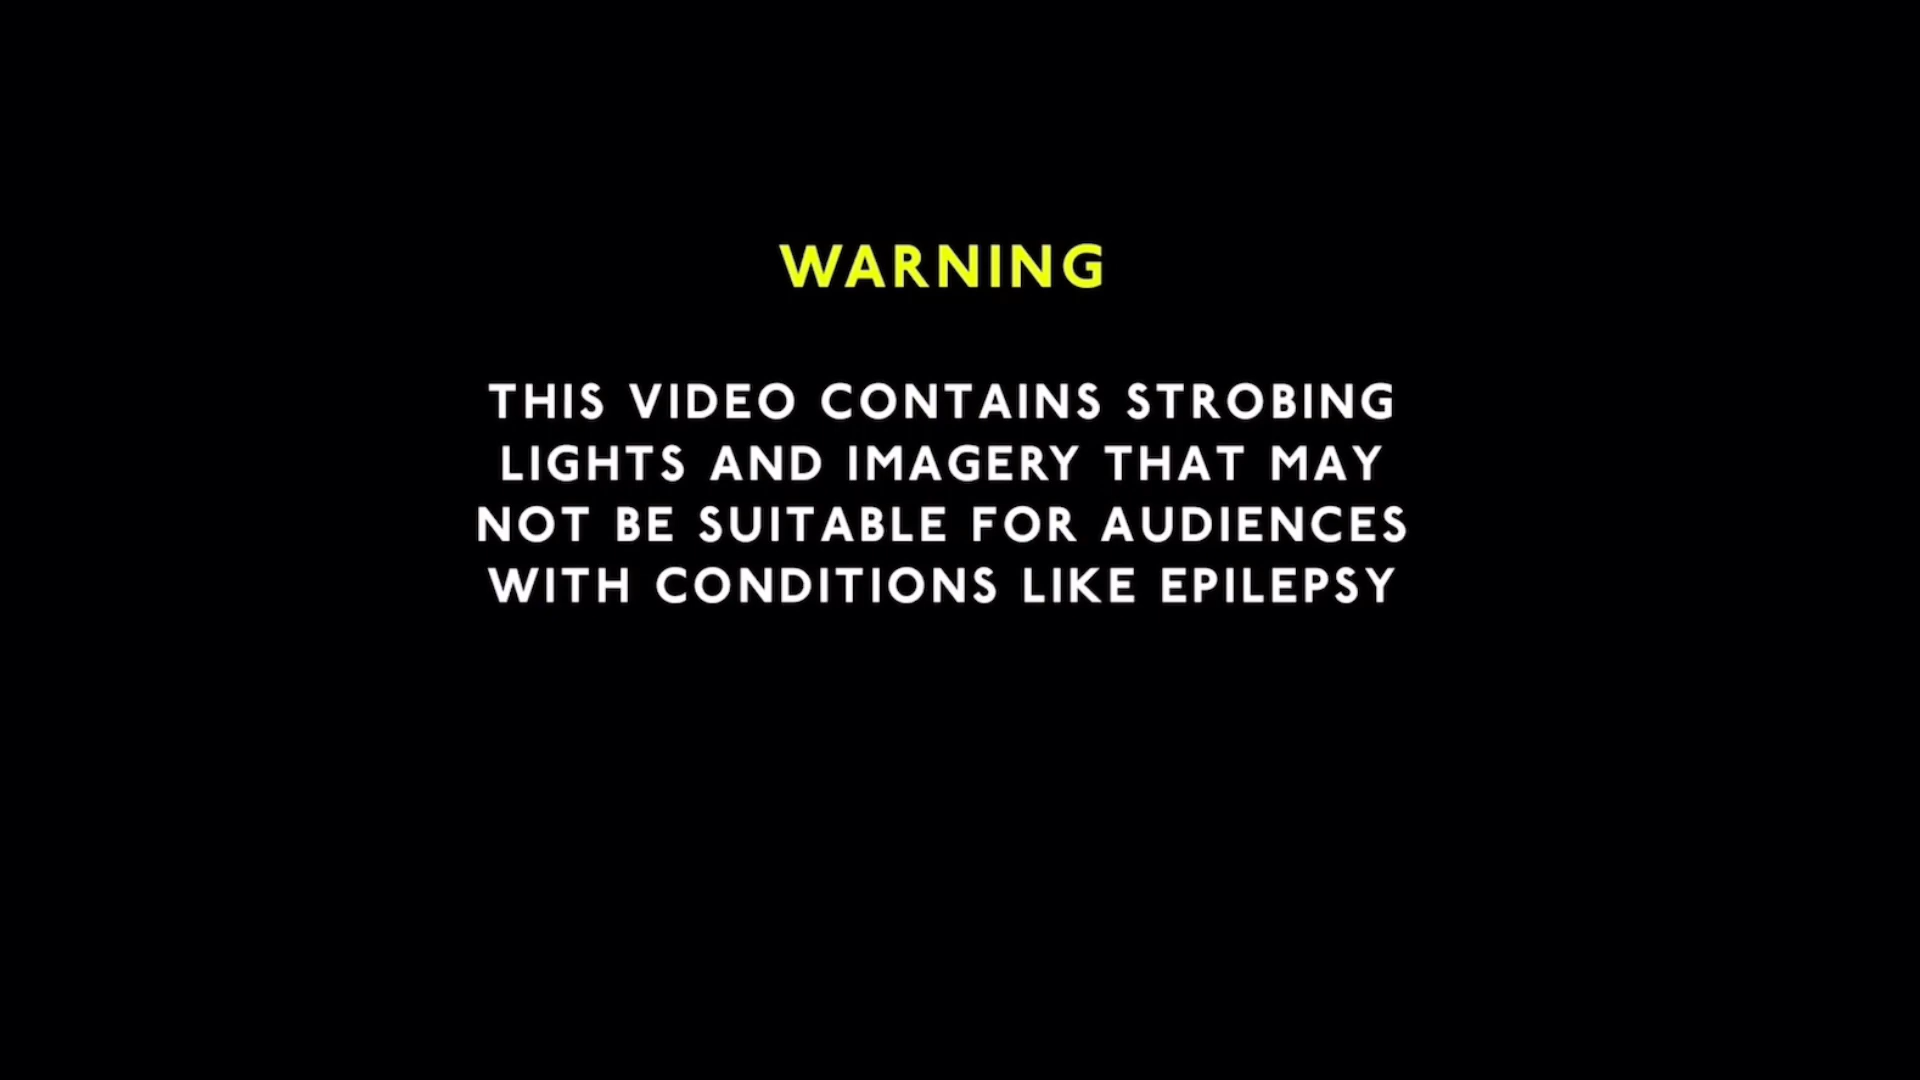 WARNING
THIS VIDEO CONTAINS STROBING
LIGHTS AND IMAGERY THAT MAY
NOT BE SUITABLE FOR AUDIENCES
WITH CONDITIONS LIKE EPILEPSY